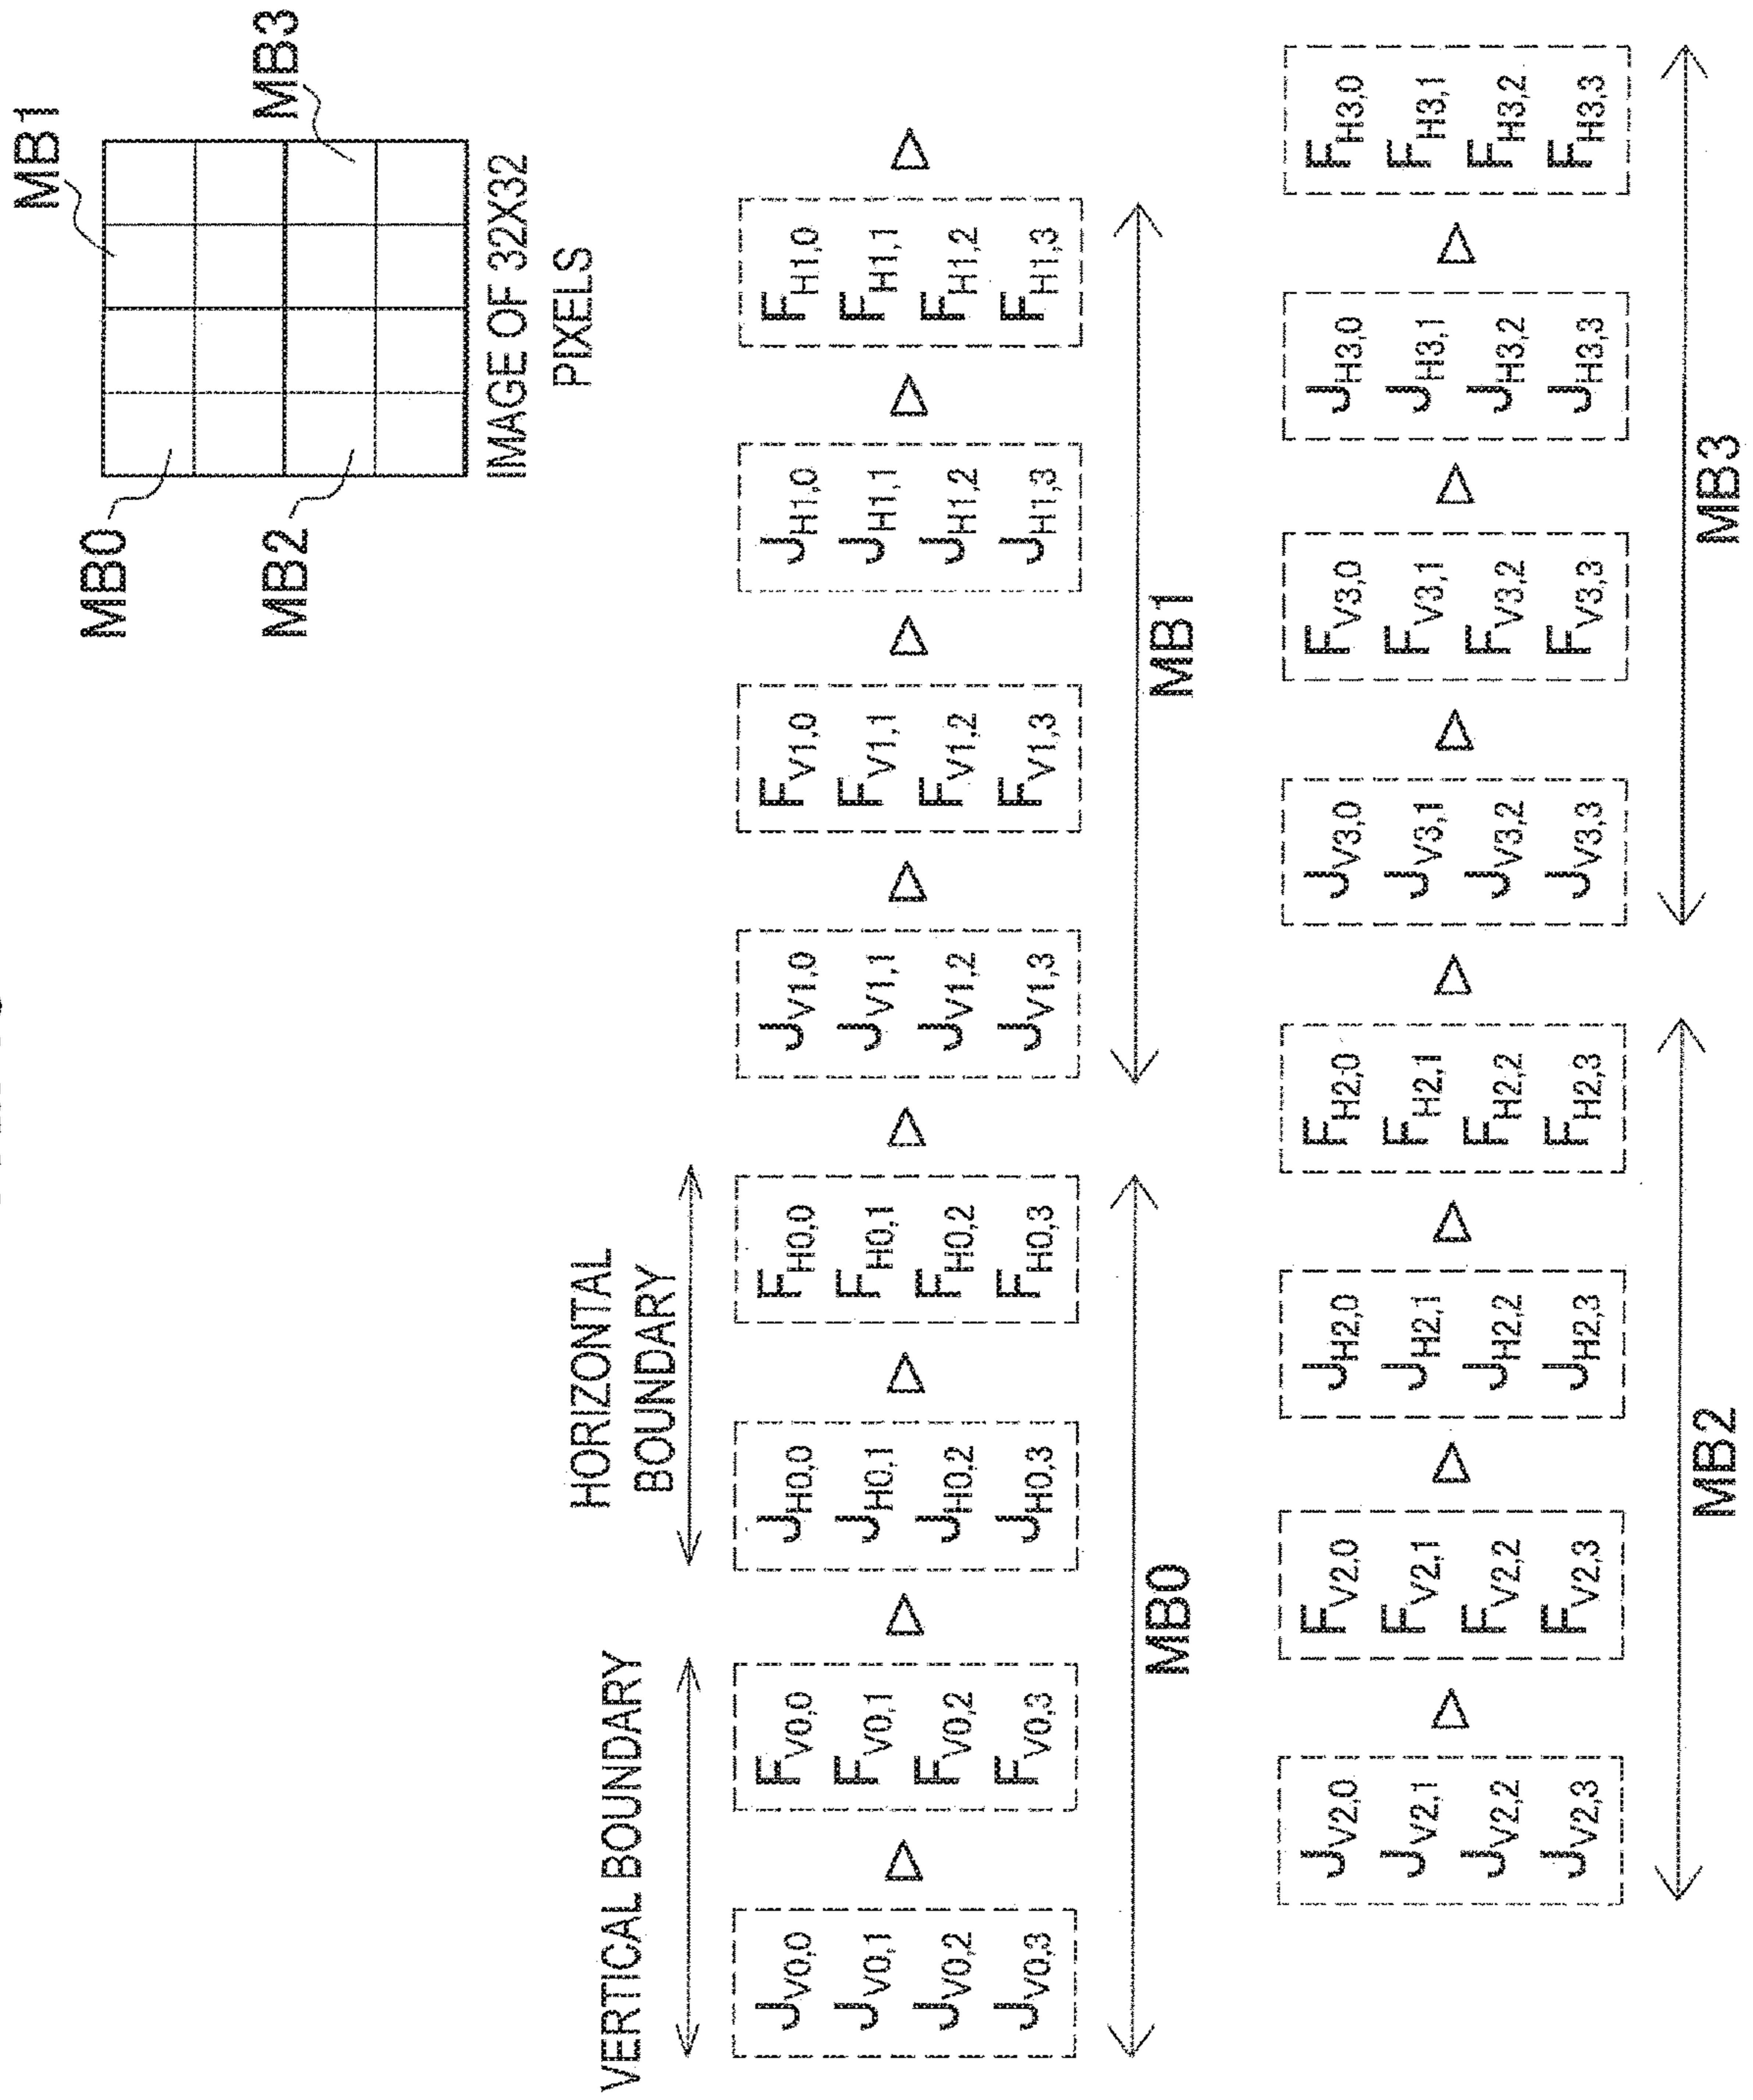 MB0
MB1
MB2
MB3
IMAGE OF 32X32
PIXELS
VERTICAL BOUNDARY
HORIZONTAL
BOUNDARY
JV0,0 FV0,0 JH0,0 FH0,0 JV1,0 FV1,0 JH1,0 FH1,0
JV0,1 FV0,1 JH0,1 FH0,1 JV1,1 FV1,1 JH1,1 FH1,1
JV0,2 FV0,2 JH0,2 FH0,2 JV1,2 FV1,2 JH1,2 FH1,2
JV0,3 FV0,3 JH0,3 FH0,3 JV1,3 FV1,3 JH1,3 FH1,3
MB0 MB1
JV2,0 FV2,0 JH2,0 FH2,0 JV3,0 FV3,0 JH3,0 FH3,0
JV2,1 FV2,1 JH2,1 FH2,1 JV3,1 FV3,1 JH3,1 FH3,1
JV2,2 FV2,2 JH2,2 FH2,2 JV3,2 FV3,2 JH3,2 FH3,2
JV2,3 FV2,3 JH2,3 FH2,3 JV3,3 FV3,3 JH3,3 FH3,3
MB2 MB3